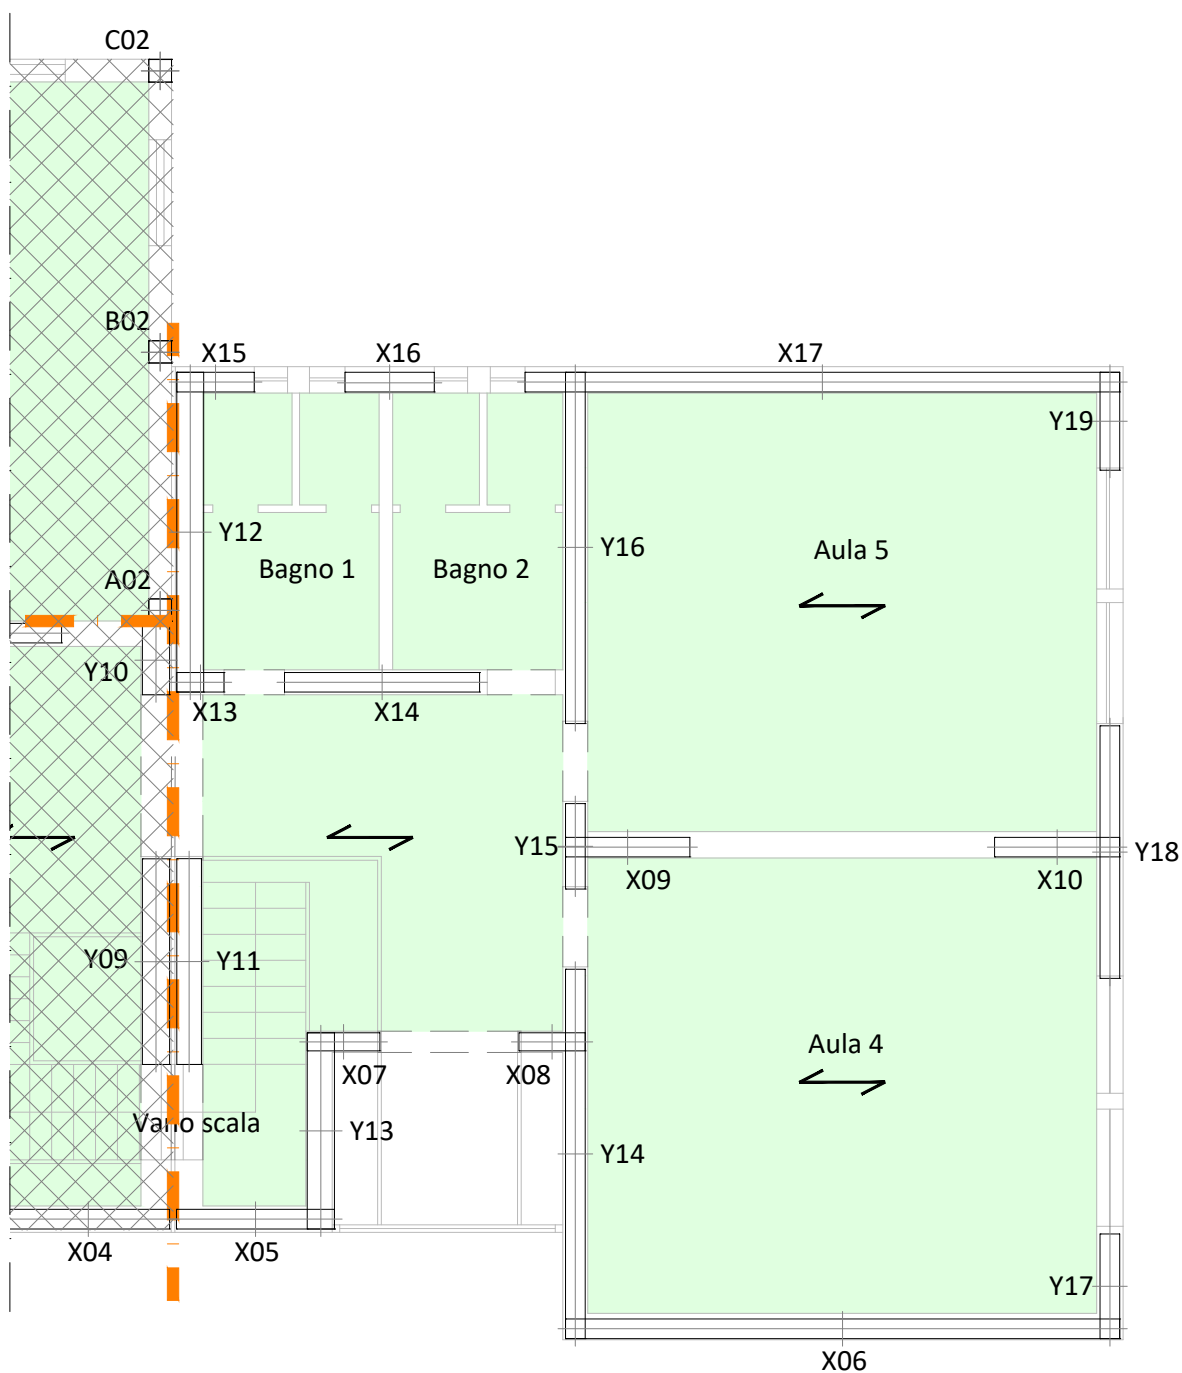 C02
B02
X15
X16
X17
Y19
Y12
Y16
Aula 5
Bagno 1
Bagno 2
A02
Y10
X13
X14
Y15
Y18
X09
X10
Y09
Y11
Aula 4
X07
X08
Vano scala
Y13
Y14
X04
X05
Y17
X06